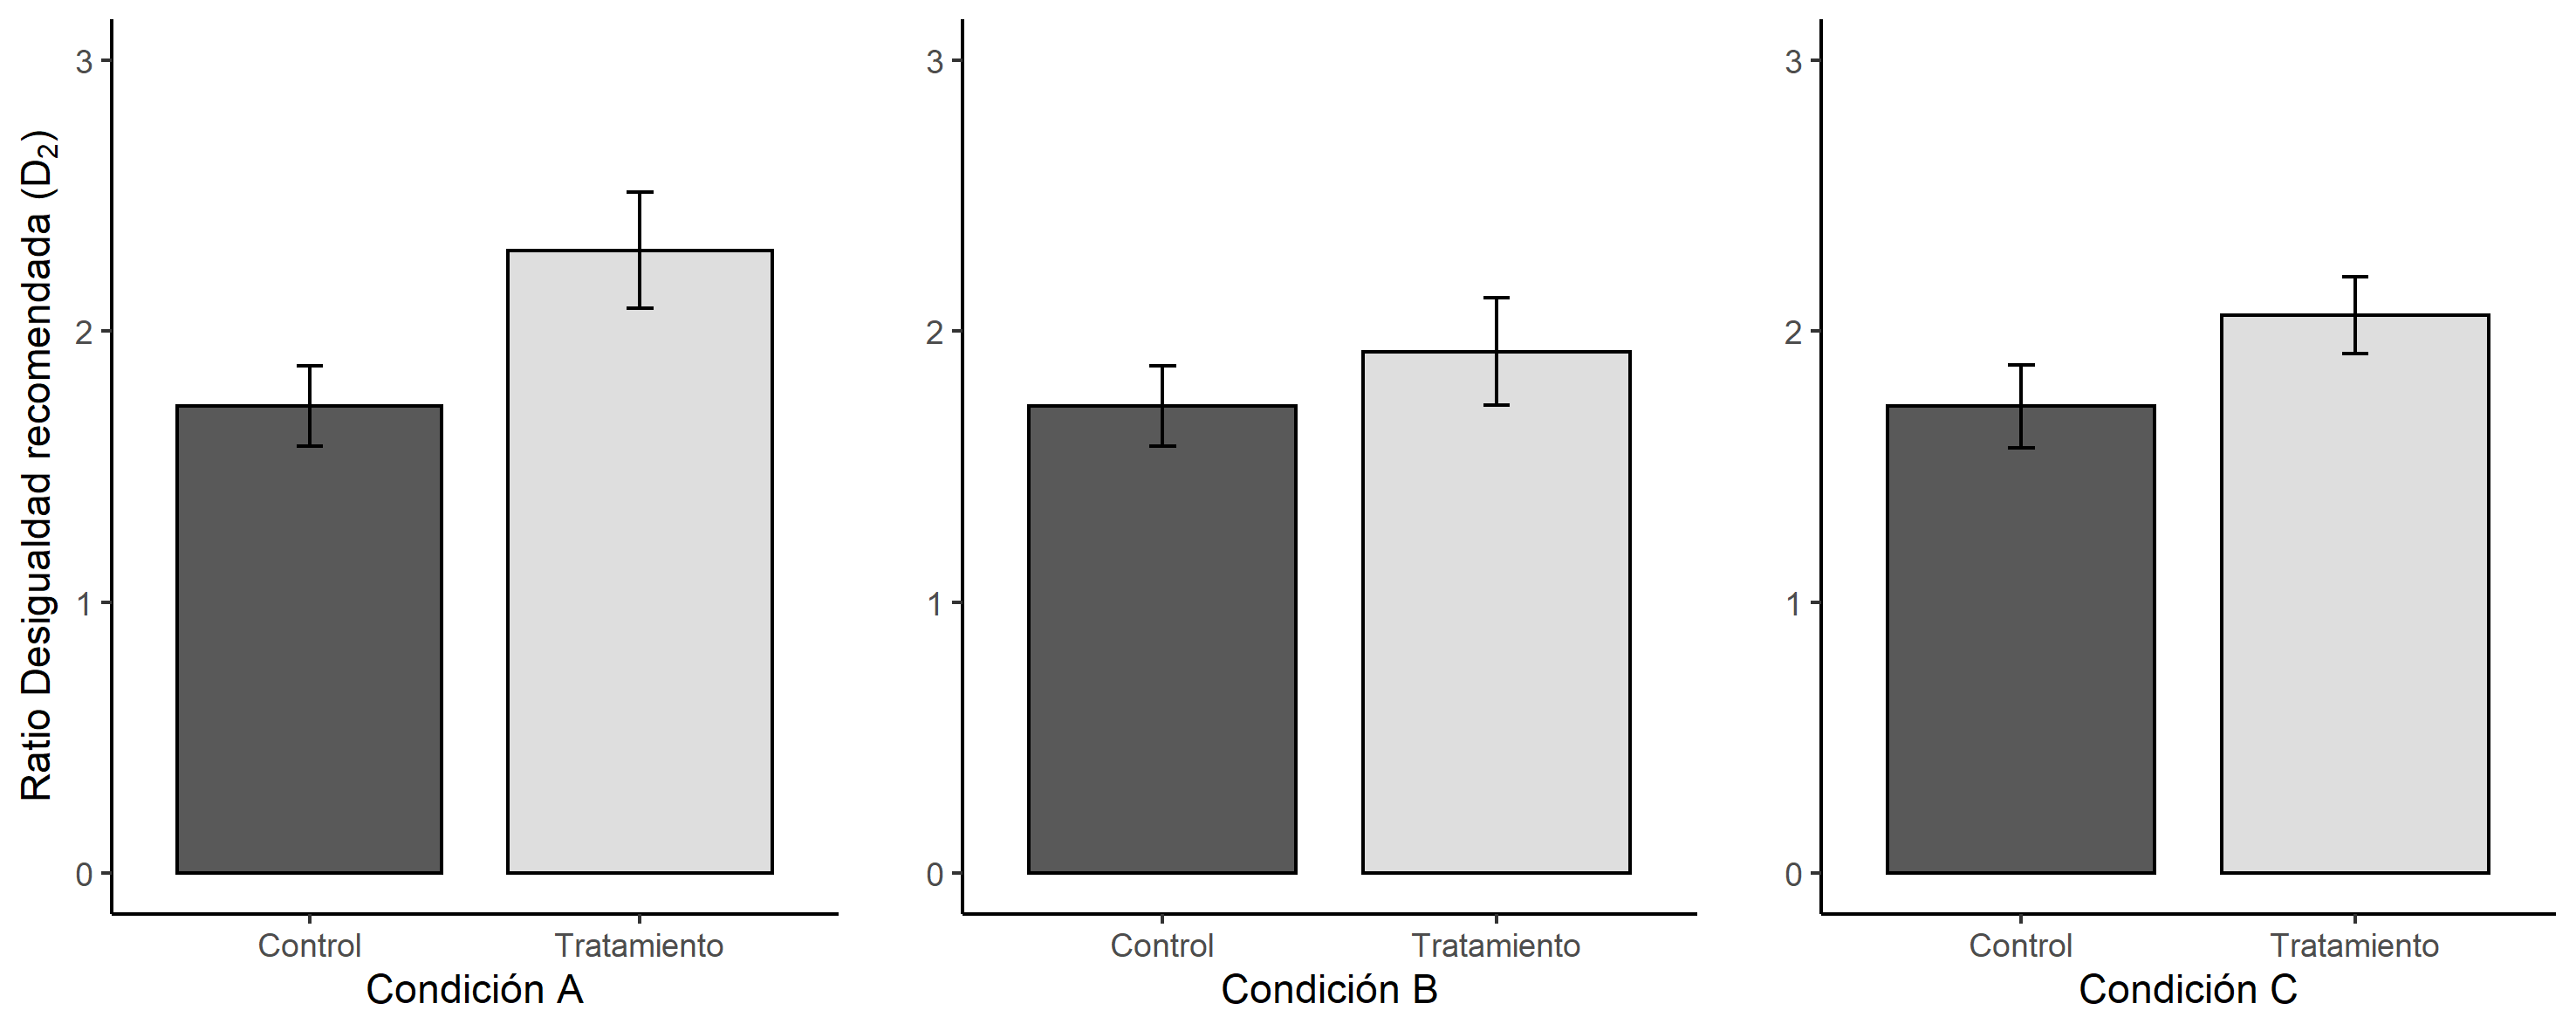 Ratio Desigualdad recomendada (D₂)
3
2
1
0
Control Tratamiento
Condición A
3
2
1
0
Control Tratamiento
Condición B
3
2
1
0
Control Tratamiento
Condición C